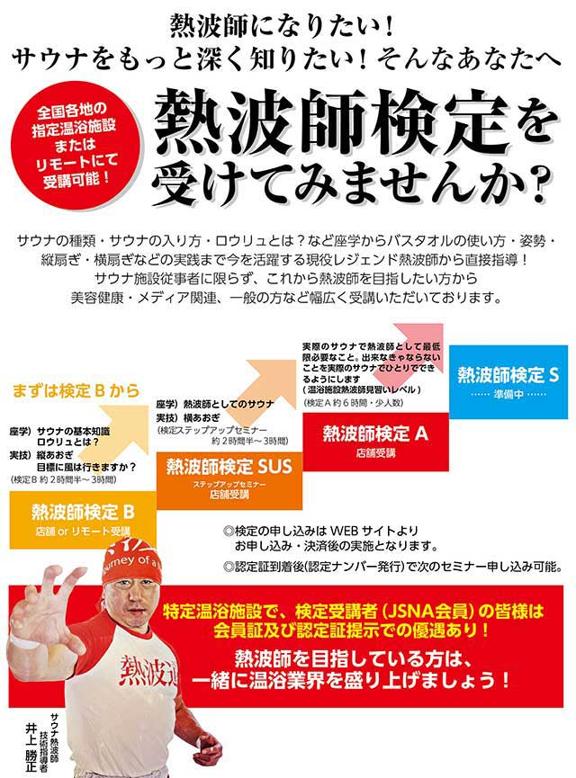 熱波師になりたい！
サウナをもっと深く知りたい！そんなあなたへ
全国各地の
指定温浴施設
または
リモートにて
受講可能！
熱波師検定を
受けてみませんか？
サウナの種類・サウナの入り方・ロウリュとは？など座学からバスタオルの使い方・姿勢・
縦扇ぎ・横扇ぎなどの実践まで今を活躍する現役レジェンド熱波師から直接指導！
サウナ施設従事者に限らず、これから熱波師を目指したい方から
美容健康・メディア関連、一般の方など幅広く受講いただいております。
まずは検定Bから
座学）サウナの基本知識
ロウリュとは？
実技）縦あおぎ
目標に風は行きますか？
（検定B 約2時間半〜3時間）
熱波師検定 B
店舗 or リモート受講
座学）熱波師としてのサウナ
実技）横あおぎ
（検定ステップアップセミナー
約2時間半〜3時間）
熱波師検定 SUS
ステップアップセミナー
店舗受講
実際のサウナで熱波師として最低
限必要なこと。出来なきゃならない
ことを実際のサウナでひとりででき
るようにします
（温浴施設熱波師見習いレベル）
（検定A 約6時間・少人数）
熱波師検定 A
店舗受講
熱波師検定 S
…… 準備中 ……
◎検定の申し込みは WEB サイトより
お申し込み・決済後の実施となります。
◎認定証到着後（認定ナンバー発行）で次のセミナー申し込み可能。
特定温浴施設で、検定受講者（JSNA会員）の皆様は
会員証及び認定証提示での優遇あり！
熱波師を目指している方は、
一緒に温浴業界を盛り上げましょう！
ourney of a
熱波道
サウナ熱波師
技術指導者
井上 勝正